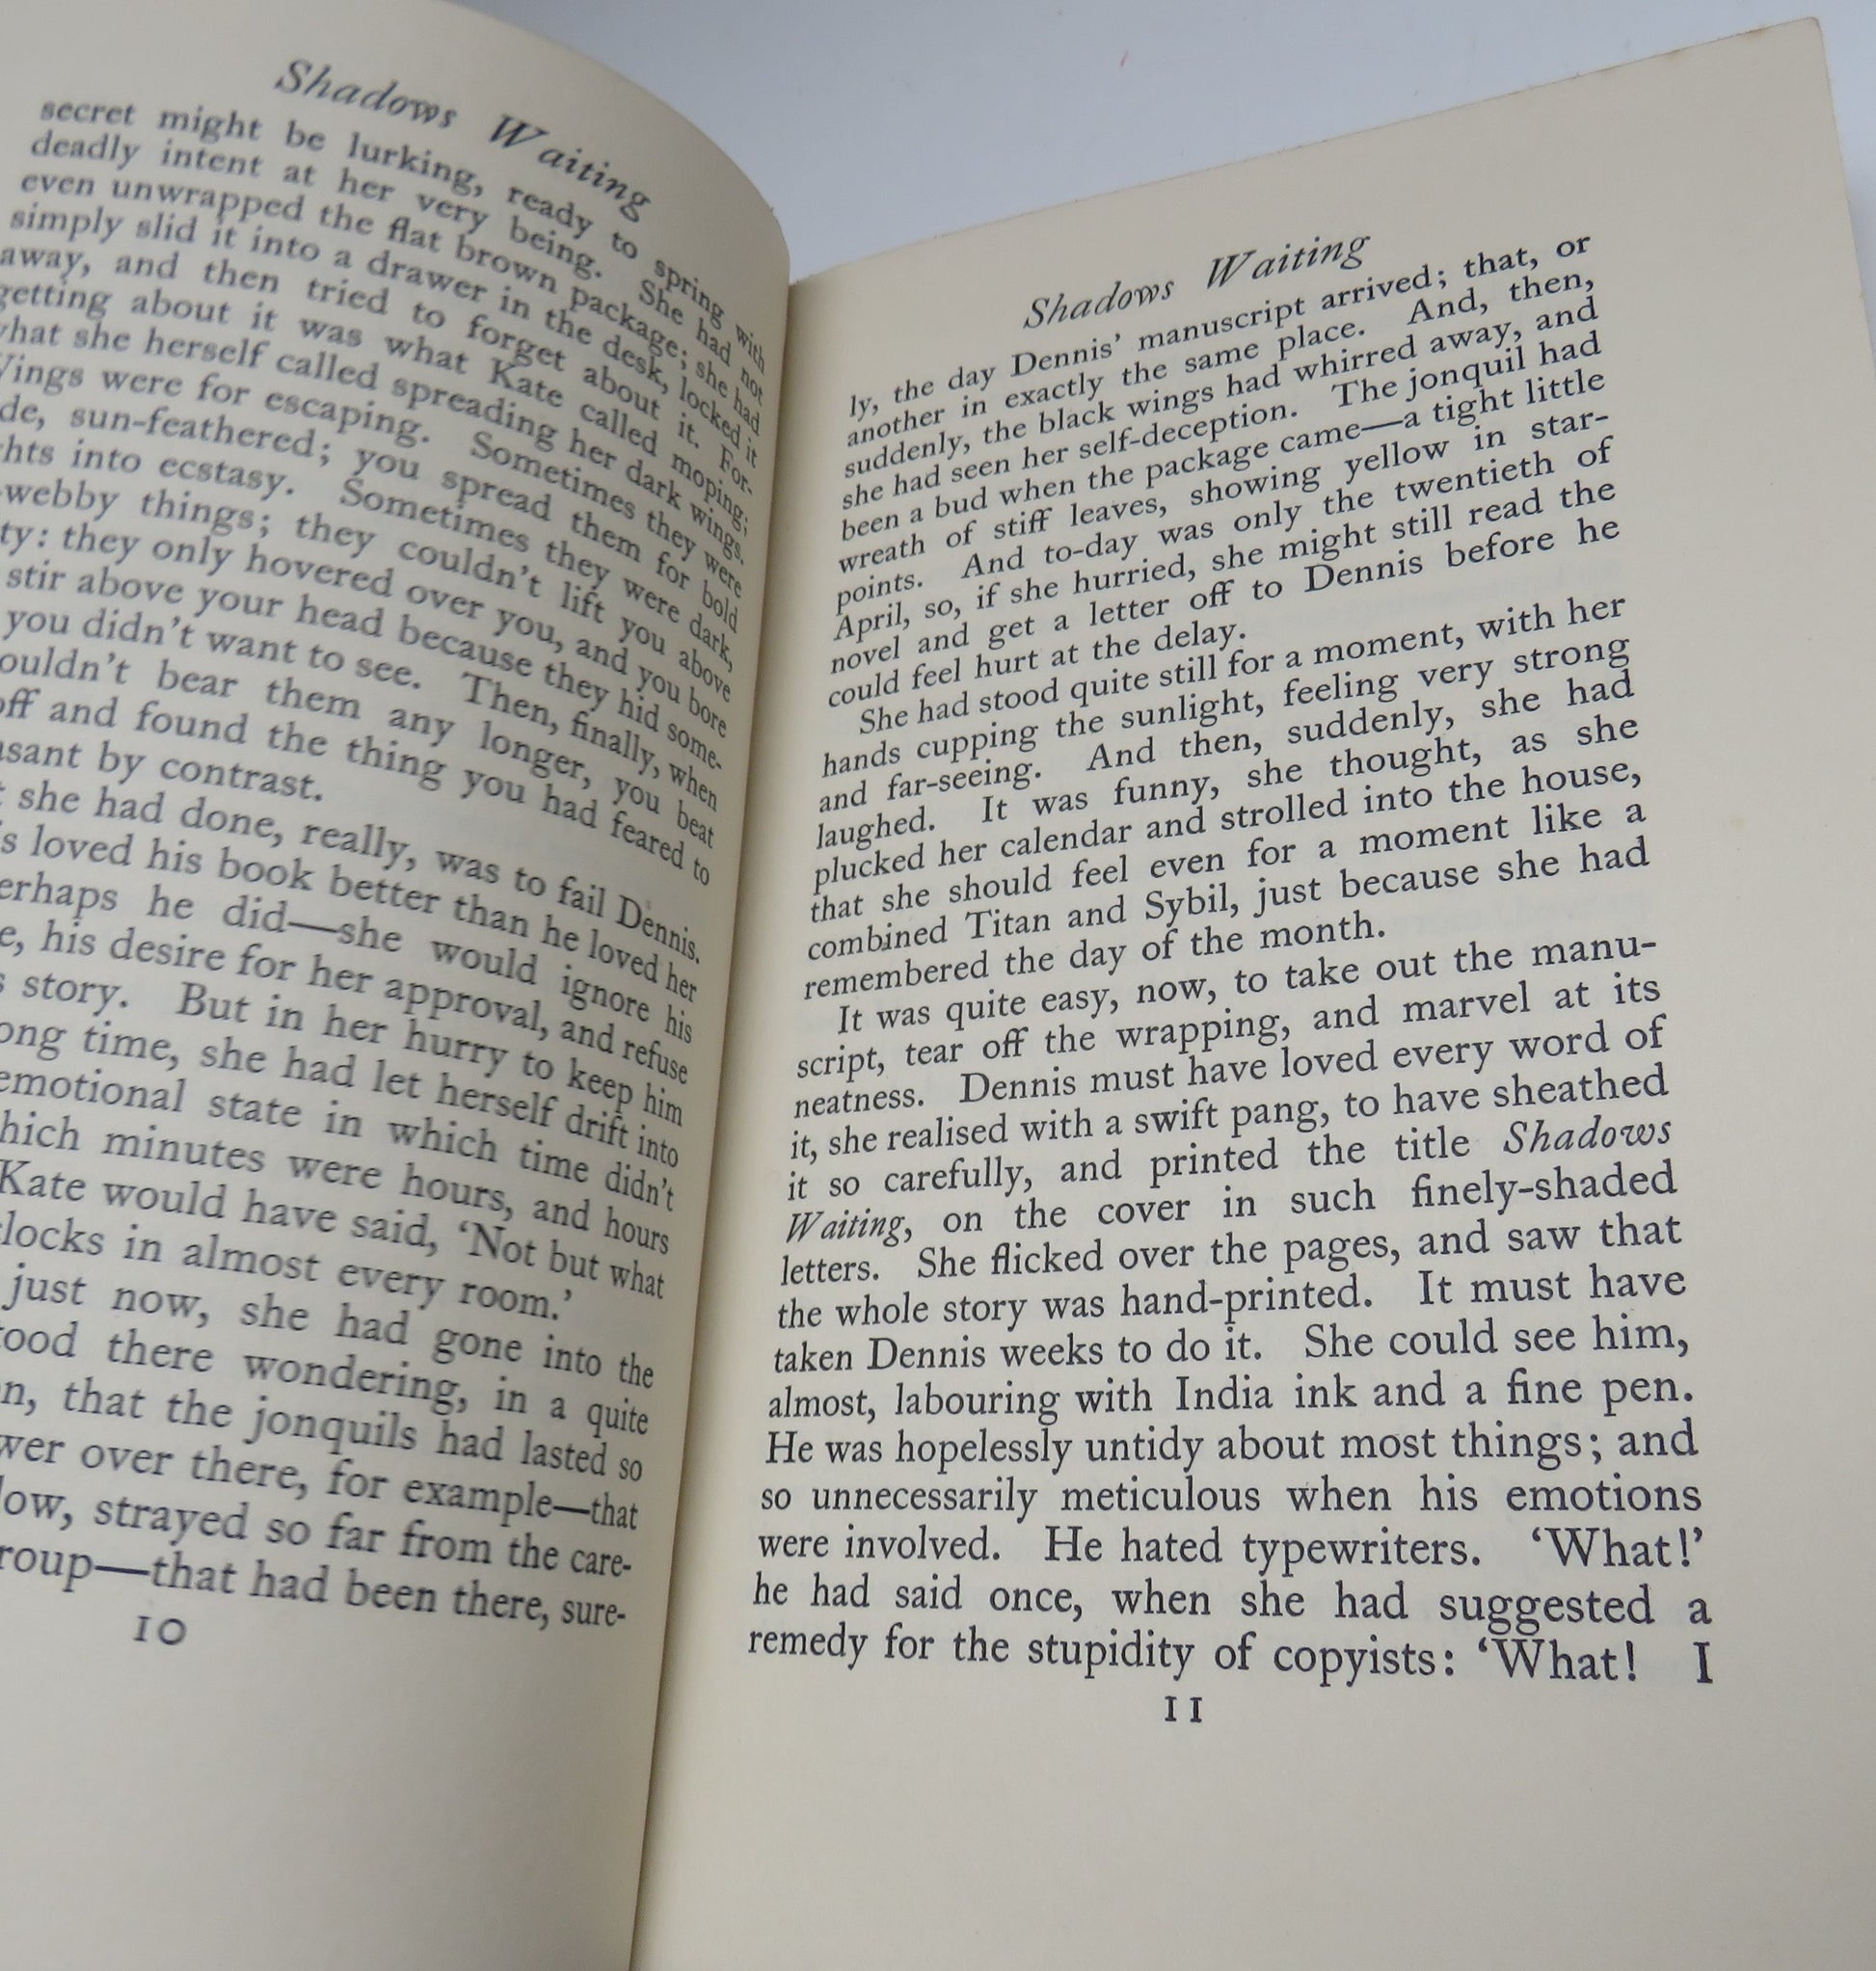 Shadows Waiting
secret might be lurking, ready to spring with
deadly intent at her very being. She had not
even unwrapped the flat brown package; she had
simply slid it into a drawer in the desk, locked it
away, and then tried to forget about it. For-
getting about it was what Kate called moping;
what she herself called spreading her dark wings.
Wings were for escaping. Sometimes they were
sun-feathered; you spread them for bold
into ecstasy. Sometimes they were dark,
webby things; they couldn't lift you above
they only hovered over you, and you bore
stir above your head because they hid some-
you didn't want to see. Then, finally, when
bear them any longer, you beat
off and found the thing you had feared to
by contrast.
she had done, really, was to fail Dennis.
loved his book better than he loved her
perhaps he did—she would ignore his
his desire for her approval, and refuse
story. But in her hurry to keep him
time, she had let herself drift into
emotional state in which time didn't
which minutes were hours, and hours
Kate would have said, ‘Not but what
clocks in almost every room.’
just now, she had gone into the
there wondering, in a quite
that the jonquils had lasted so
over there, for example—that
strayed so far from the care-
group—that had been there, sure-
10
Shadows Waiting
ly, the day Dennis’ manuscript arrived; that, or
another in exactly the same place. And, then,
suddenly, the black wings had whirred away, and
she had seen her self-deception. The jonquil had
been a bud when the package came—a tight little
wreath of stiff leaves, showing yellow in star-
points. And to-day was only the twentieth of
April, so, if she hurried, she might still read the
novel and get a letter off to Dennis before he
could feel hurt at the delay.
She had stood quite still for a moment, with her
hands cupping the sunlight, feeling very strong
and far-seeing. And then, suddenly, she had
laughed. It was funny, she thought, as she
plucked her calendar and strolled into the house,
that she should feel even for a moment like a
combined Titan and Sybil, just because she had
remembered the day of the month.
It was quite easy, now, to take out the manu-
script, tear off the wrapping, and marvel at its
neatness. Dennis must have loved every word of
it, she realised with a swift pang, to have sheathed
it so carefully, and printed the title Shadows
Waiting, on the cover in such finely-shaded
letters. She flicked over the pages, and saw that
the whole story was hand-printed. It must have
taken Dennis weeks to do it. She could see him,
almost, labouring with India ink and a fine pen.
He was hopelessly untidy about most things; and
so unnecessarily meticulous when his emotions
were involved. He hated typewriters. ‘What!’
he had said once, when she had suggested a
remedy for the stupidity of copyists: ‘What! I
11